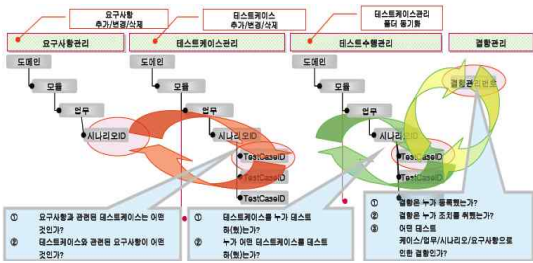 요구사항
추가/변경/삭제
테스트케이스
추가/변경/삭제
테스트케이스관리
폴더 동기화
요구사항관리
테스트케이스관리
테스트수행관리
결함관리
도메인
모듈
업무
시나리오ID
도메인
모듈
업무
시나리오ID
TestCaseID
TestCaseID
TestCaseID
도메인
모듈
업무
시나리오ID
TestCaseID
TestCaseID
TestCaseID
결함관리번호
① 요구사항과 관련된 테스트케이스는 어떤
것인가?
② 테스트케이스와 관련된 요구사항이 어떤
것인가?
① 테스트케이스를 누가 테스트
하(했)는가?
② 누가 어떤 테스트케이스를 테스트
하(했)는가?
① 결함은 누가 등록했는가?
② 결함은 누가 조치를 취했는가?
③ 어떤 테스트
케이스/업무/시나리오/요구사항으로
인한 결함인가?